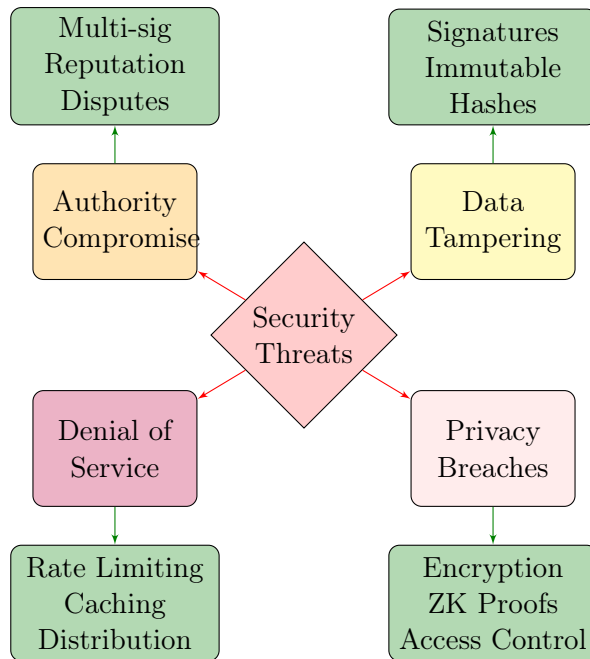 Multi-sig
Reputation
Disputes
Signatures
Immutable
Hashes
Authority
Compromise
Data
Tampering
Security
Threats
Denial of
Service
Privacy
Breaches
Rate Limiting
Caching
Distribution
Encryption
ZK Proofs
Access Control